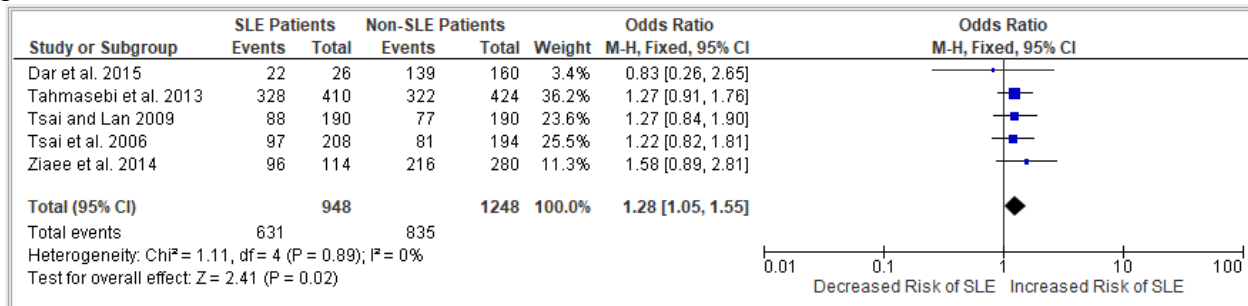 SLE Patients Non-SLE Patients Odds Ratio Odds Ratio
Study or Subgroup Events Total Events Total Weight M-H, Fixed, 95% CI M-H, Fixed, 95% CI
Dar et al. 2015 22 26 139 160 3.4% 0.83 [0.26, 2.65]
Tahmasebi et al. 2013 328 410 322 424 36.2% 1.27 [0.91, 1.76]
Tsai and Lan 2009 88 190 77 190 23.6% 1.27 [0.84, 1.90]
Tsai et al. 2006 97 208 81 194 25.5% 1.22 [0.82, 1.81]
Ziaee et al. 2014 96 114 216 280 11.3% 1.58 [0.89, 2.81]
Total (95% CI) 948 1248 100.0% 1.28 [1.05, 1.55]
Total events 631 835
Heterogeneity: Chi² = 1.11, df = 4 (P = 0.89); I² = 0%
Test for overall effect: Z = 2.41 (P = 0.02)
0.01 0.1 1 10 100
Decreased Risk of SLE Increased Risk of SLE